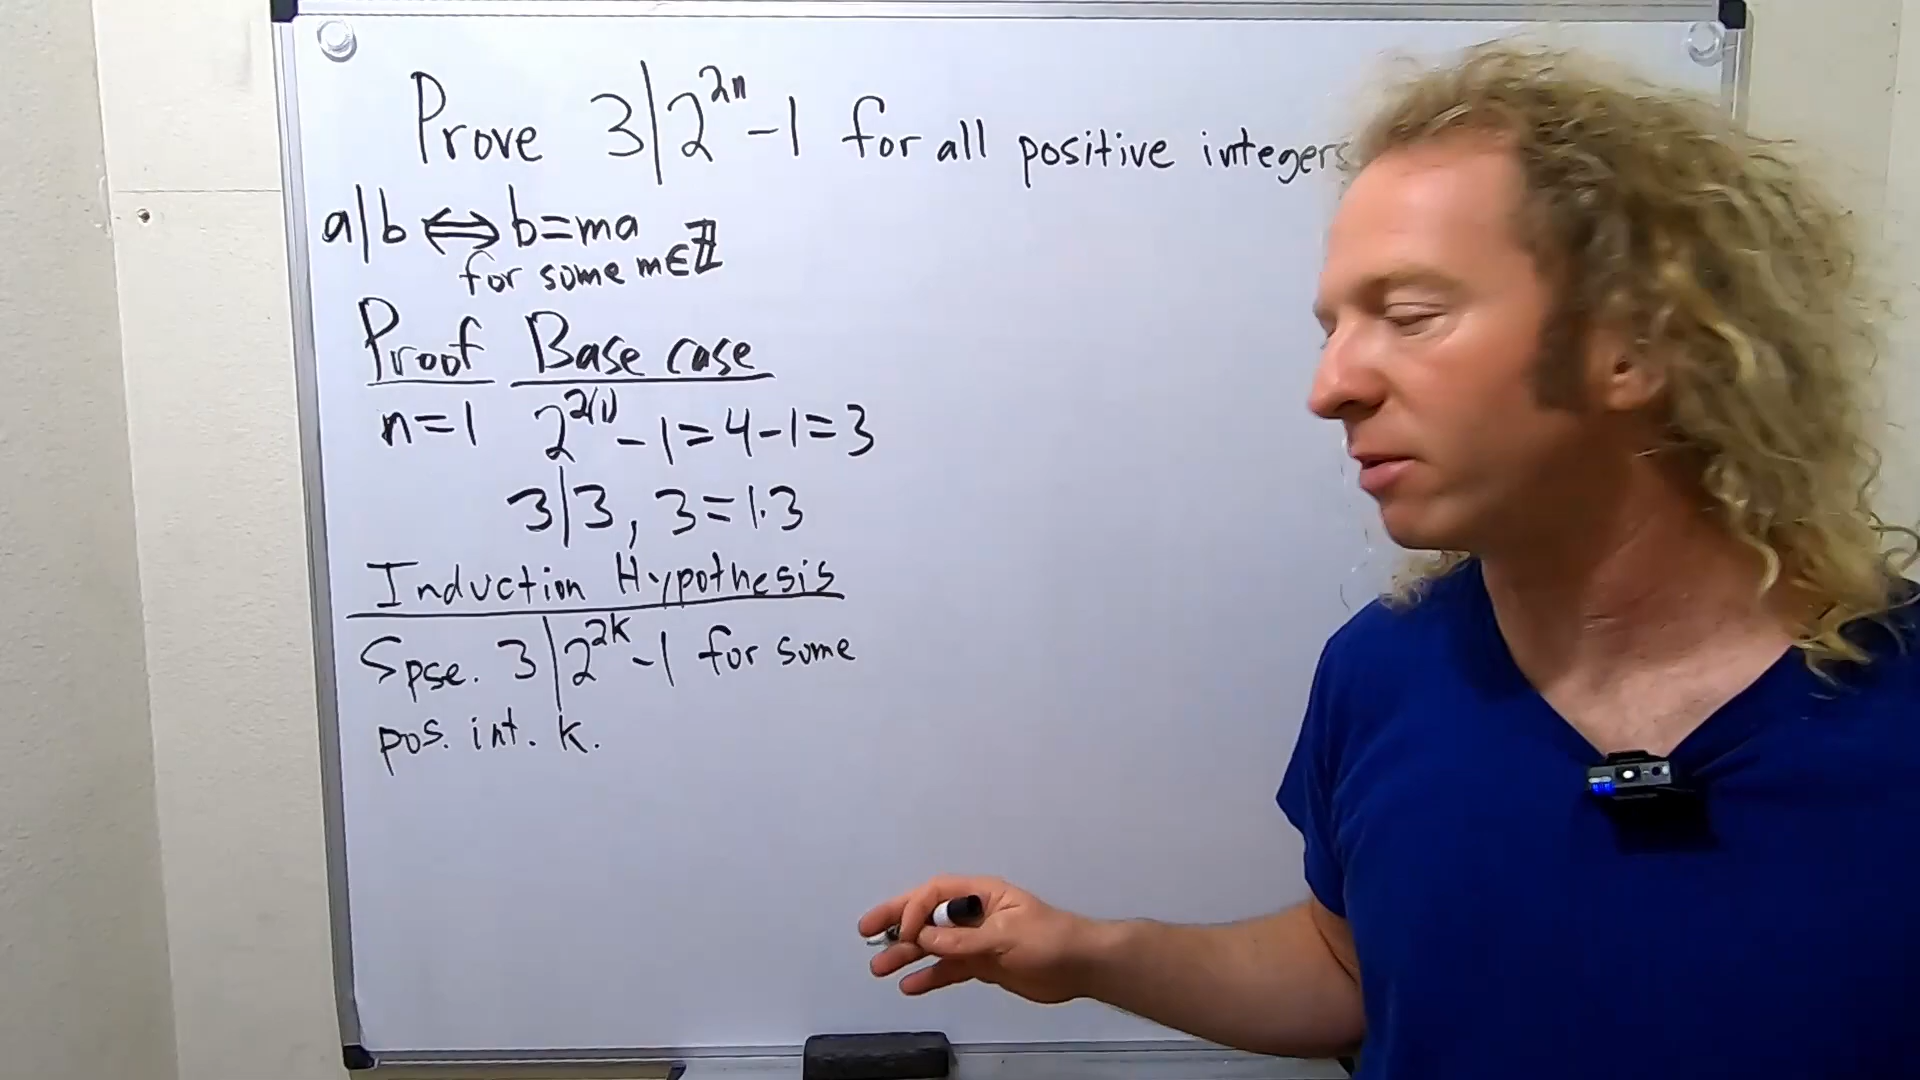 Prove 3|2^{2n}-1 for all positive integers
a|b ⟺ b=ma
for some m∈ℤ
Proof Base case
n=1 2^{2(1)}-1=4-1=3
3|3, 3=1·3
Induction Hypothesis
Spse. 3|2^{2k}-1 for some
pos. int. k.